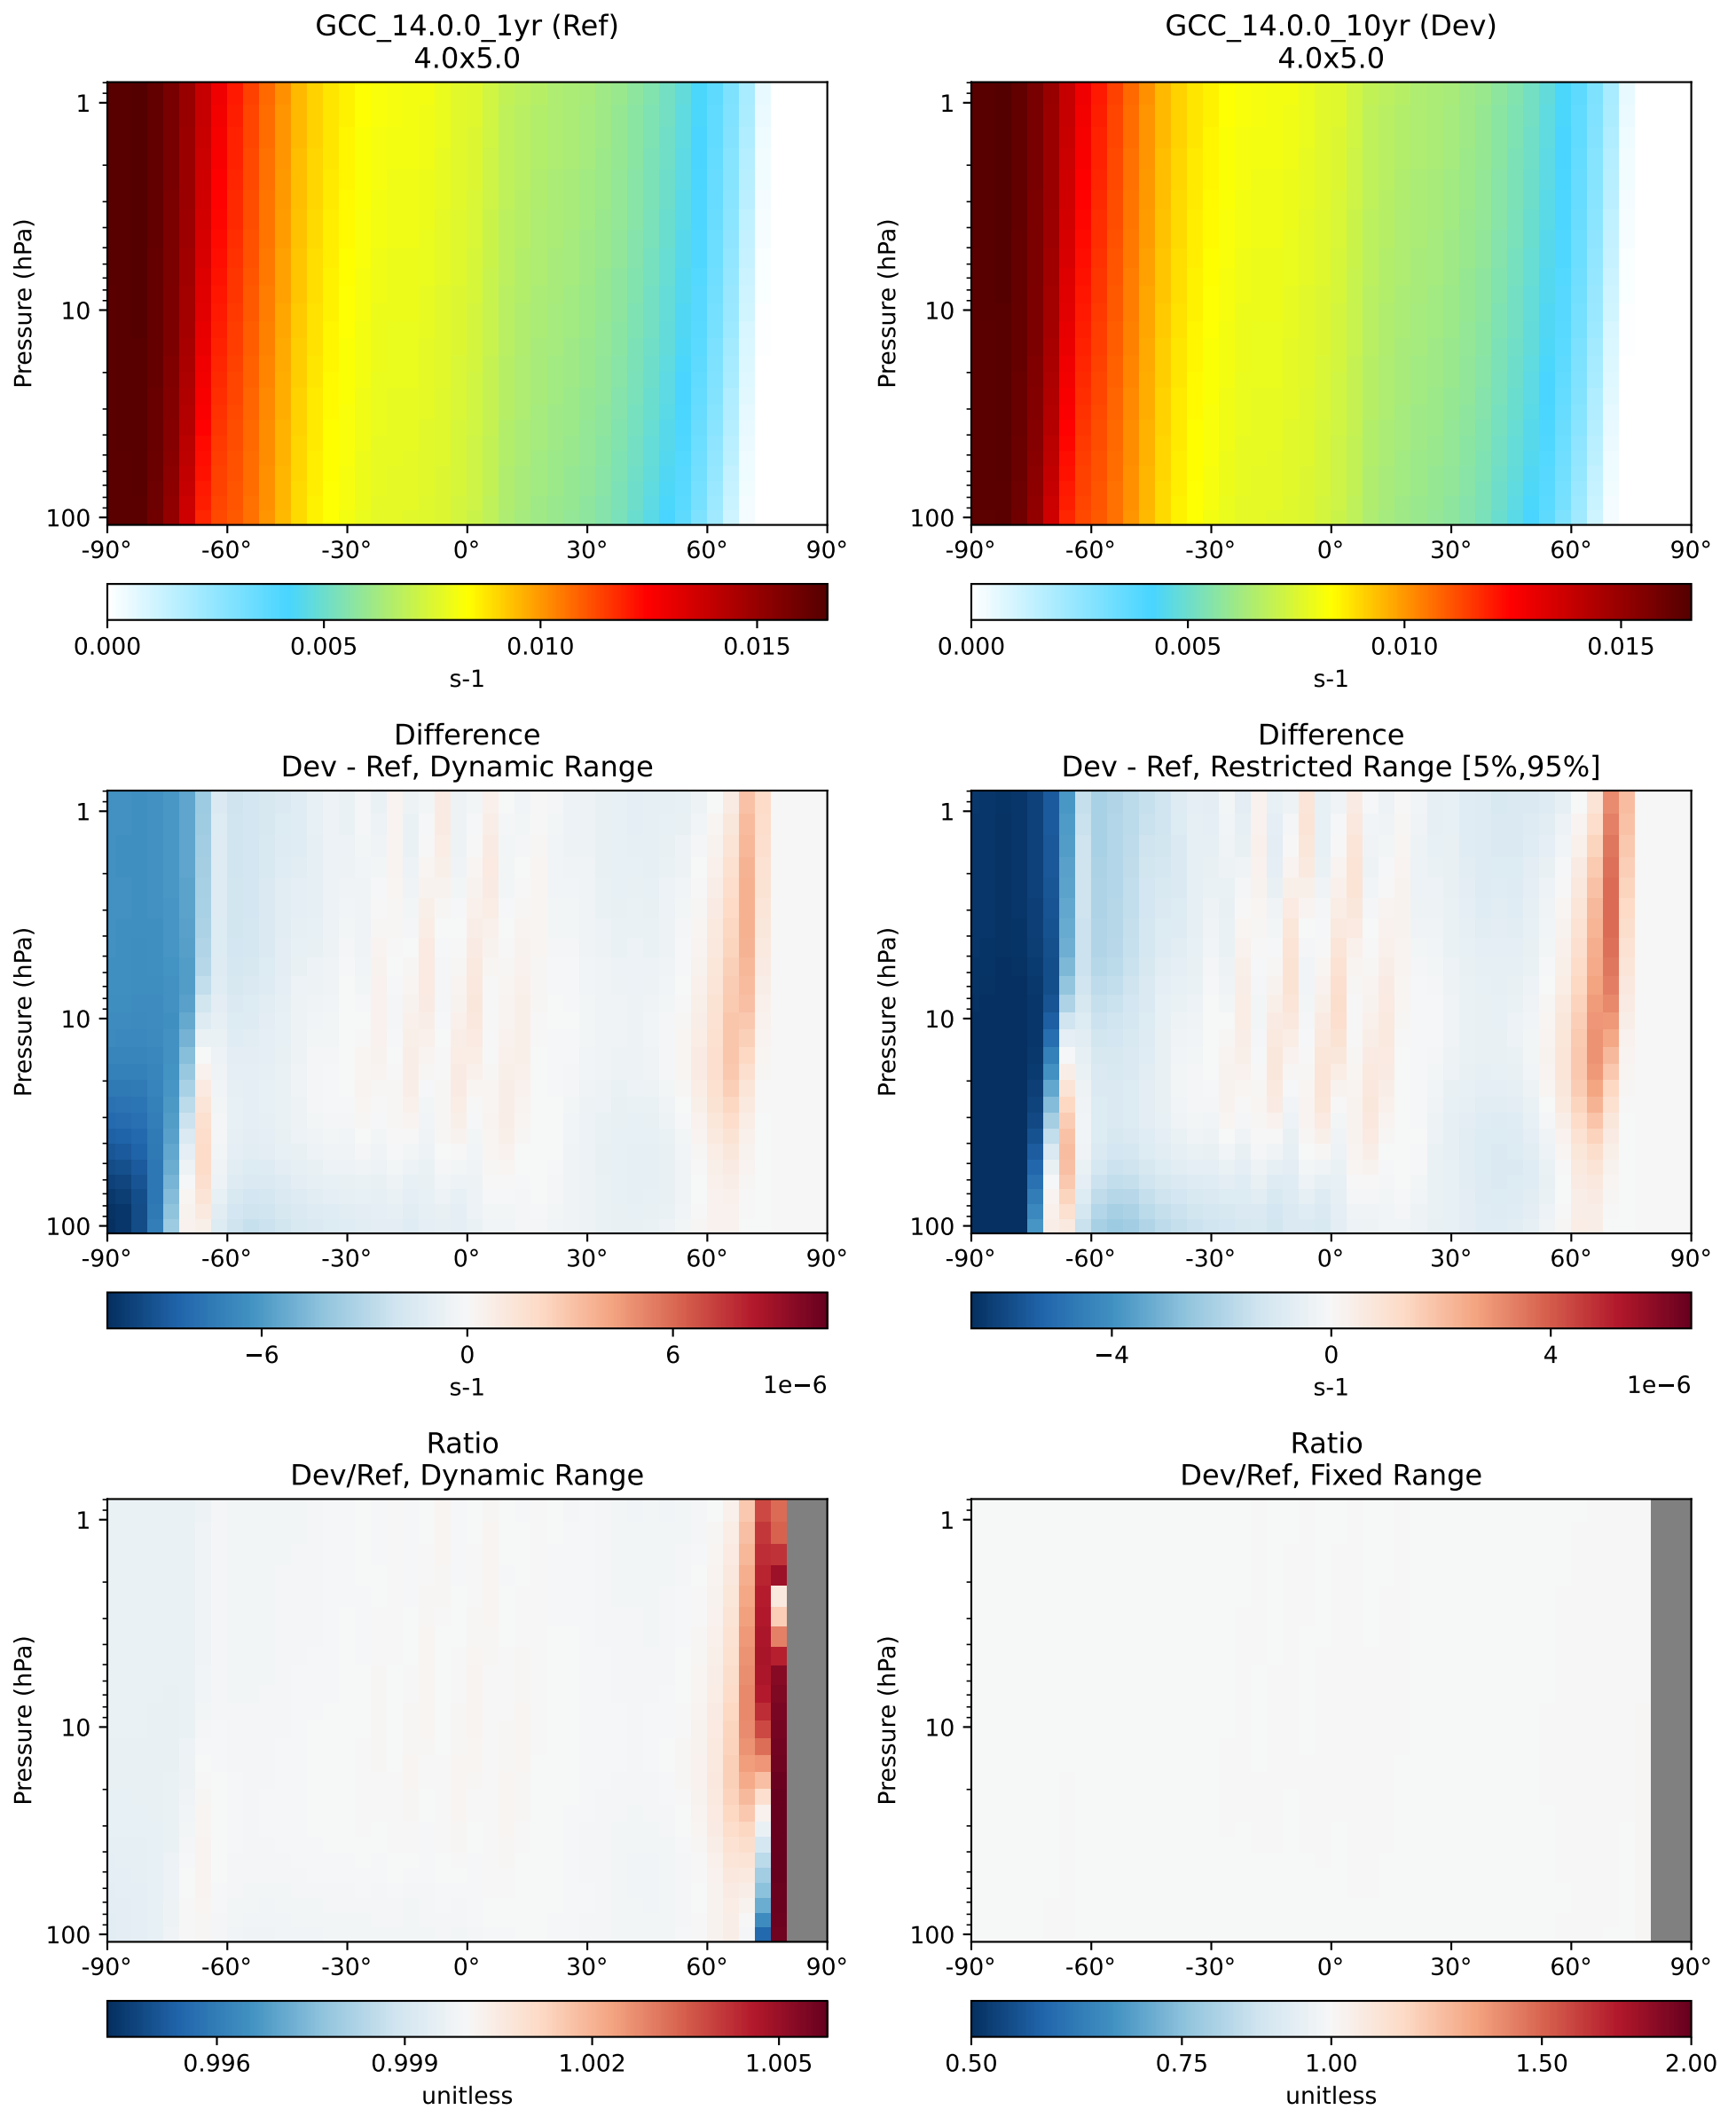 GCC_14.0.0_1yr (Ref)
4.0x5.0
GCC_14.0.0_10yr (Dev)
4.0x5.0
Pressure (hPa)
1
10
100
-90° -60° -30° 0° 30° 60° 90°
0.000 0.005 0.010 0.015
s-1
Pressure (hPa)
1
10
100
-90° -60° -30° 0° 30° 60° 90°
0.000 0.005 0.010 0.015
s-1
Difference
Dev - Ref, Dynamic Range
Pressure (hPa)
1
10
100
-90° -60° -30° 0° 30° 60° 90°
−6 0 6
s-1
1e−6
Difference
Dev - Ref, Restricted Range [5%,95%]
Pressure (hPa)
1
10
100
-90° -60° -30° 0° 30° 60° 90°
−4 0 4
s-1
1e−6
Ratio
Dev/Ref, Dynamic Range
Pressure (hPa)
1
10
100
-90° -60° -30° 0° 30° 60° 90°
0.996 0.999 1.002 1.005
unitless
Ratio
Dev/Ref, Fixed Range
Pressure (hPa)
1
10
100
-90° -60° -30° 0° 30° 60° 90°
0.50 0.75 1.00 1.50 2.00
unitless